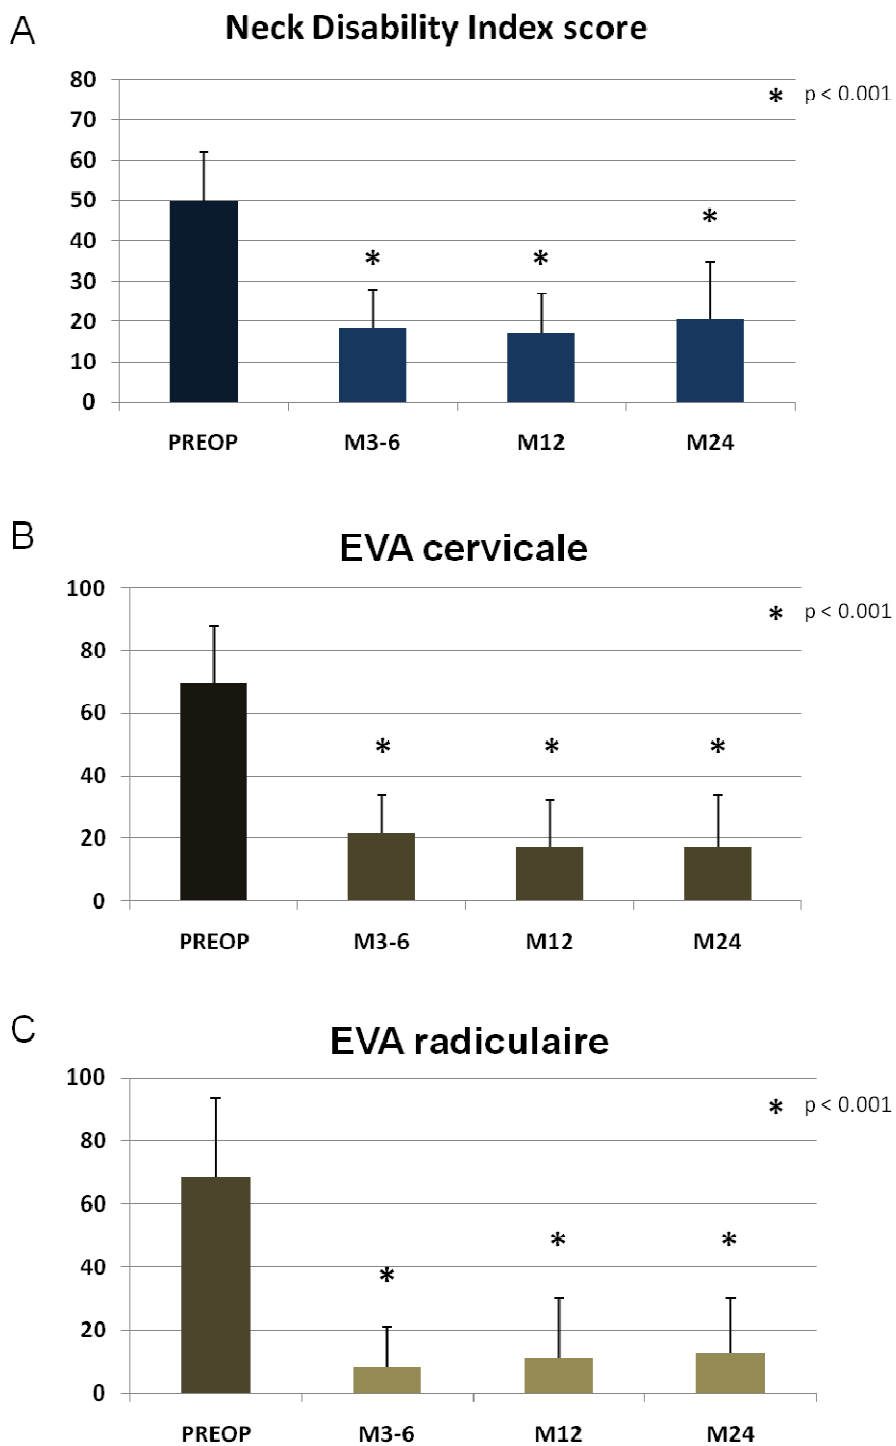 A
Neck Disability Index score
80
* p < 0.001
70
60
50
*
40
* *
30
20
10
0
PREOP M3-6 M12 M24
B
EVA cervicale
100
* p < 0.001
80
60
* * *
40
20
0
PREOP M3-6 M12 M24
C
EVA radiculaire
100
* p < 0.001
80
60
* *
40
*
20
0
PREOP M3-6 M12 M24